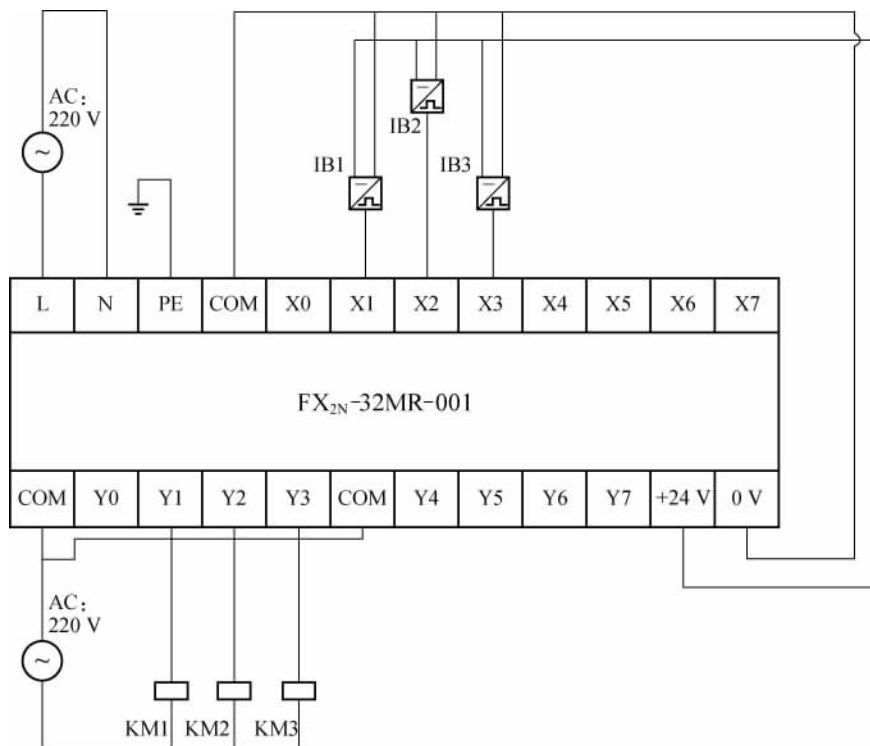 AC:
220 V
~
IB2
IB1
IB3
L N PE COM X0 X1 X2 X3 X4 X5 X6 X7
FX2N-32MR-001
COM Y0 Y1 Y2 Y3 COM Y4 Y5 Y6 Y7 +24 V 0 V
AC:
220 V
~
KM1 KM2 KM3